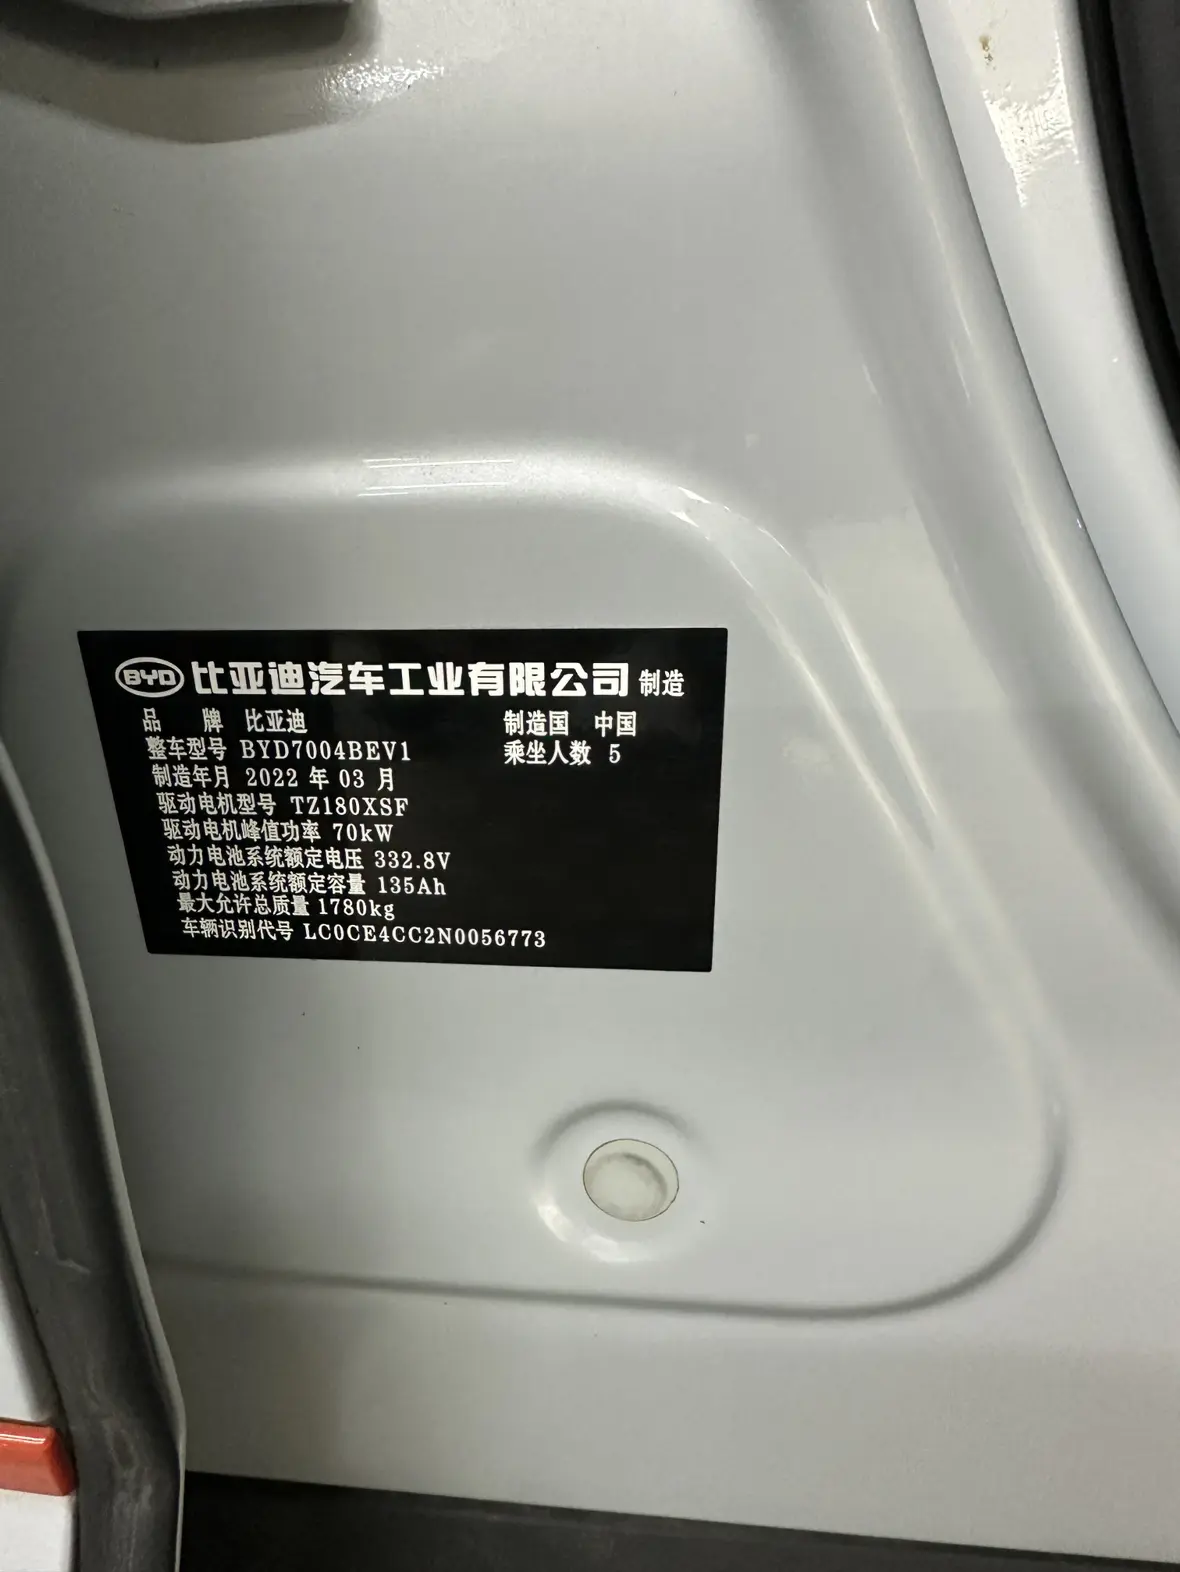 BYD 比亚迪汽车工业有限公司 制造
品 牌 比亚迪 制造国 中国
整车型号 BYD7004BEV1 乘坐人数 5
制造年月 2022 年 03 月
驱动电机型号 TZ180XSF
驱动电机峰值功率 70kW
动力电池系统额定电压 332.8V
动力电池系统额定容量 135Ah
最大允许总质量 1780kg
车辆识别代号 LC0CE4CC2N0056773